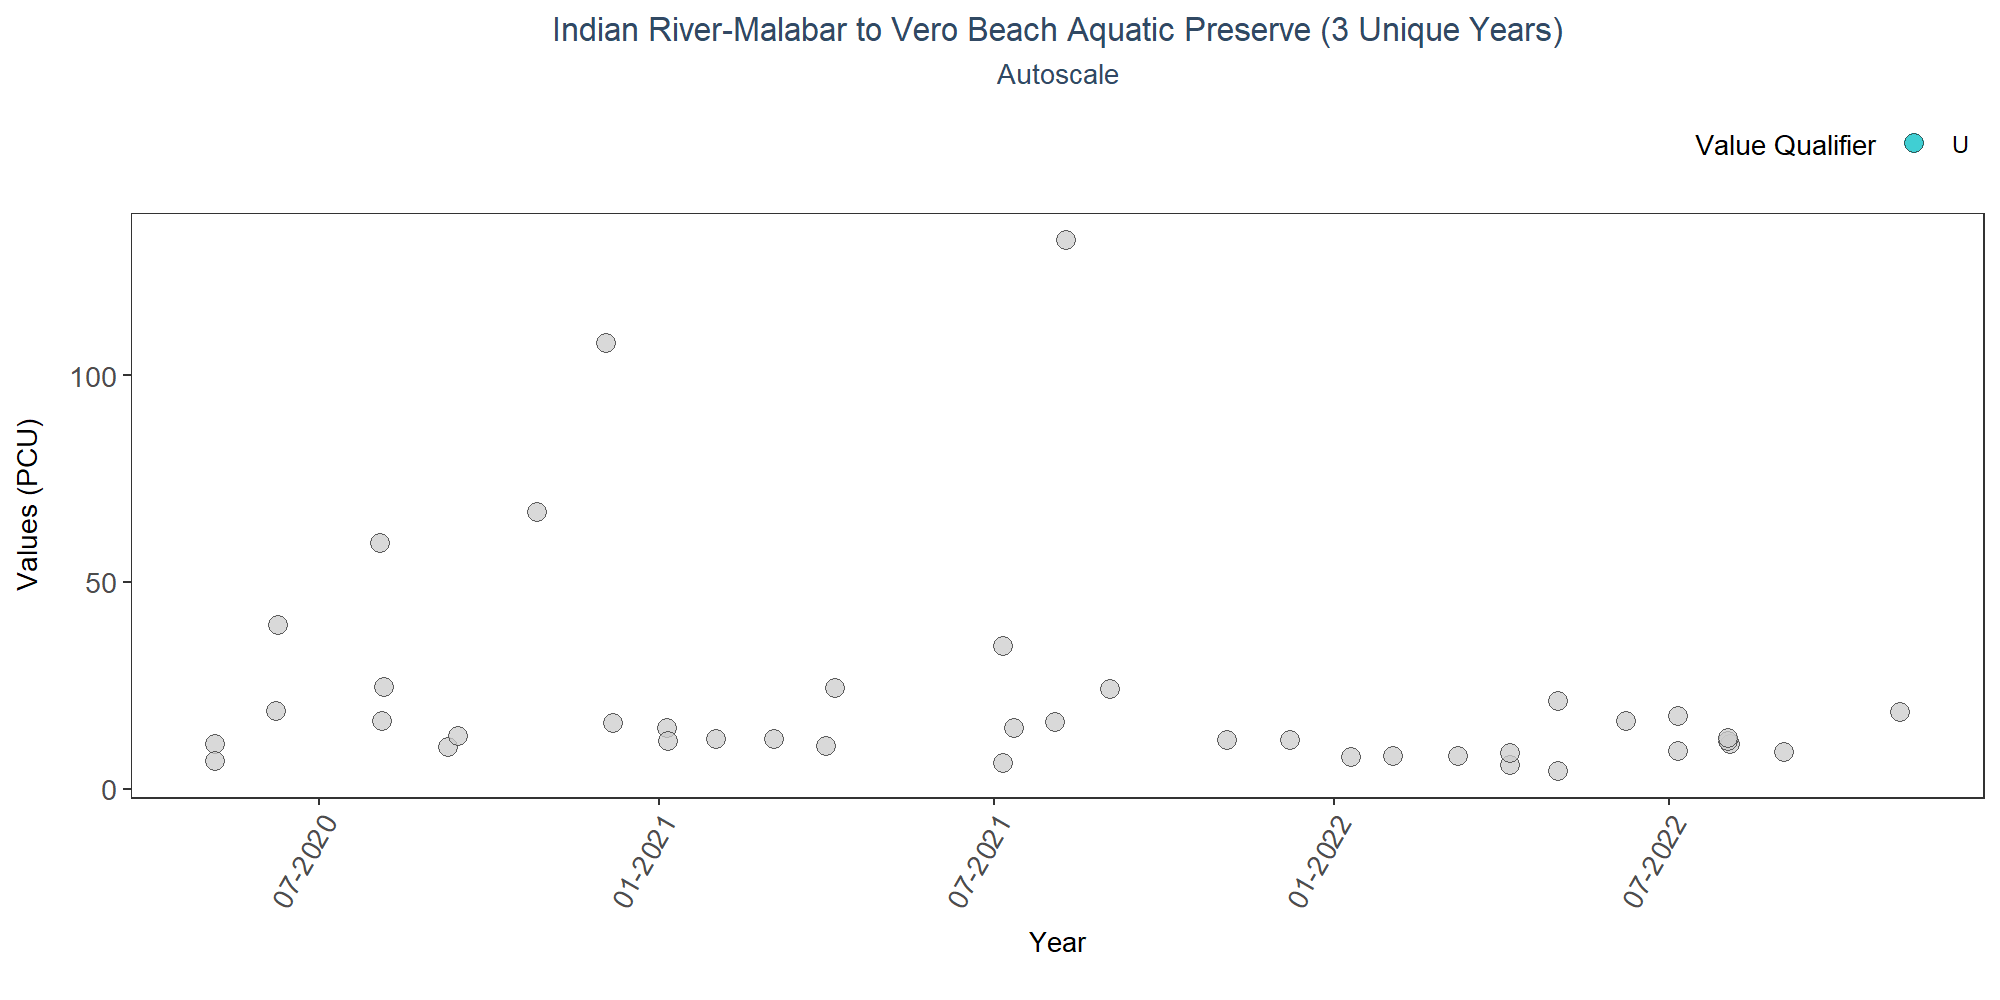 Indian River-Malabar to Vero Beach Aquatic Preserve (3 Unique Years)
Autoscale
Value Qualifier U
Values (PCU)
100
50
0
07-2020 01-2021 07-2021 01-2022 07-2022
Year